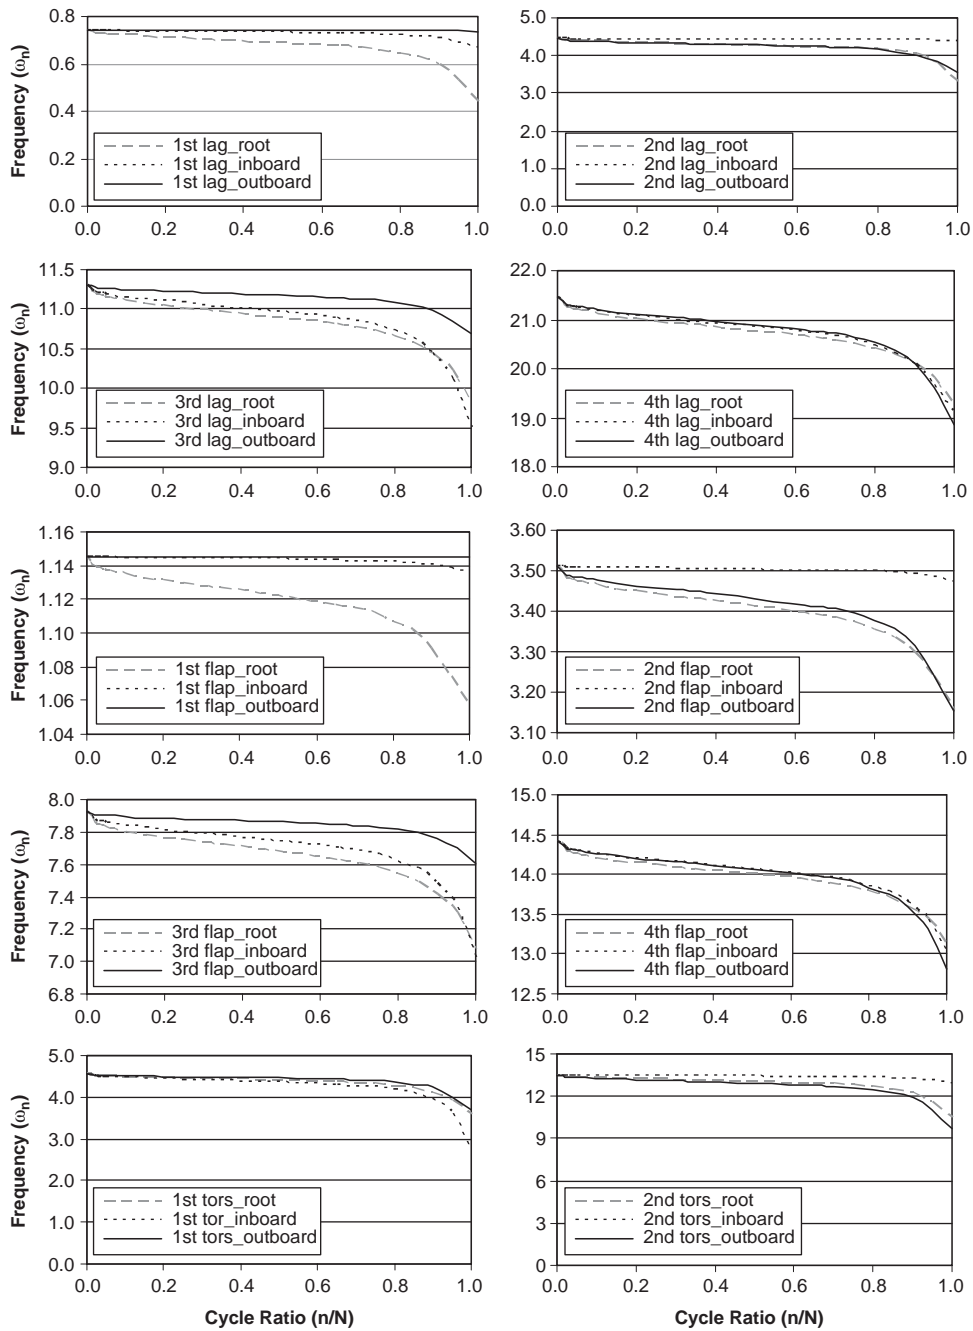 Frequency (ωn)
0.8
0.6
0.4
0.2
0.0
1st lag_root
1st lag_inboard
1st lag_outboard
0.0 0.2 0.4 0.6 0.8 1.0
5.0
4.0
3.0
2.0
1.0
0.0
2nd lag_root
2nd lag_inboard
2nd lag_outboard
0.0 0.2 0.4 0.6 0.8 1.0
Frequency (ωn)
11.5
11.0
10.5
10.0
9.5
9.0
3rd lag_root
3rd lag_inboard
3rd lag_outboard
0.0 0.2 0.4 0.6 0.8 1.0
22.0
21.0
20.0
19.0
18.0
4th lag_root
4th lag_inboard
4th lag_outboard
0.0 0.2 0.4 0.6 0.8 1.0
Frequency (ωn)
1.16
1.14
1.12
1.10
1.08
1.06
1.04
1st flap_root
1st flap_inboard
1st flap_outboard
0.0 0.2 0.4 0.6 0.8 1.0
3.60
3.50
3.40
3.30
3.20
3.10
2nd flap_root
2nd flap_inboard
2nd flap_outboard
0.0 0.2 0.4 0.6 0.8 1.0
Frequency (ωn)
8.0
7.8
7.6
7.4
7.2
7.0
6.8
3rd flap_root
3rd flap_inboard
3rd flap_outboard
0.0 0.2 0.4 0.6 0.8 1.0
15.0
14.5
14.0
13.5
13.0
12.5
4th flap_root
4th flap_inboard
4th flap_outboard
0.0 0.2 0.4 0.6 0.8 1.0
Frequency (ωn)
5.0
4.0
3.0
2.0
1.0
0.0
1st tors_root
1st tor_inboard
1st tors_outboard
0.0 0.2 0.4 0.6 0.8 1.0
Cycle Ratio (n/N)
15
12
9
6
3
0
2nd tors_root
2nd tors_inboard
2nd tors_outboard
0.0 0.2 0.4 0.6 0.8 1.0
Cycle Ratio (n/N)